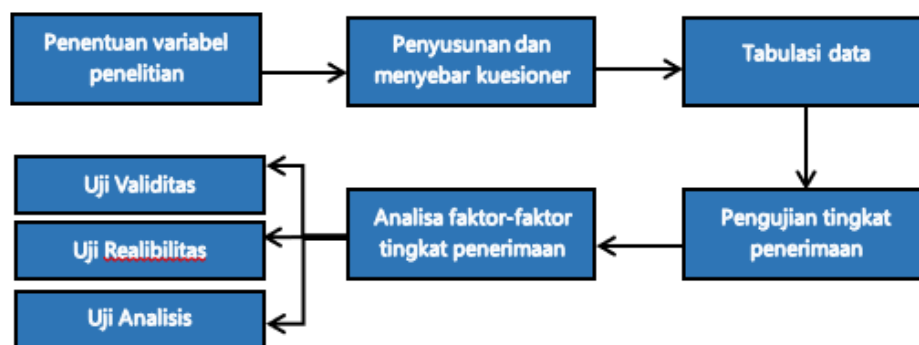 Penentuan variabel
penelitian
Penyusunan dan
menyebar kuesioner
Tabulasi data
Pengujian tingkat
penerimaan
Analisa faktor-faktor
tingkat penerimaan
Uji Validitas
Uji Realibilitas
Uji Analisis